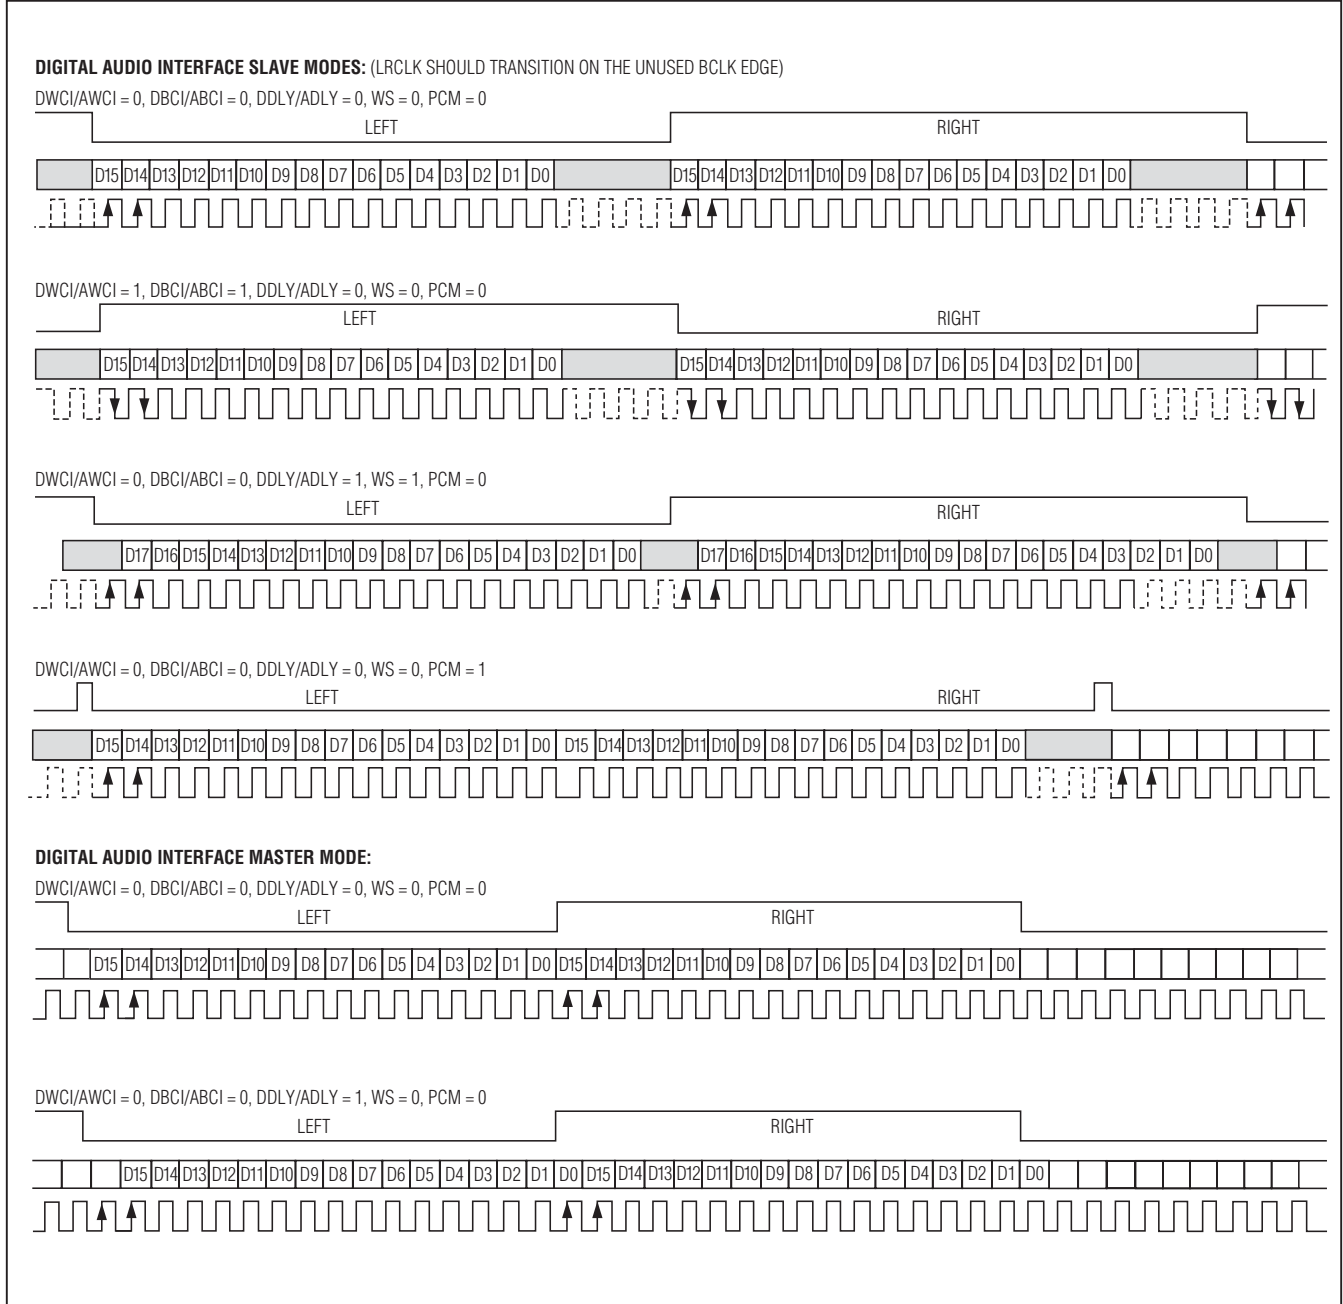 DIGITAL AUDIO INTERFACE SLAVE MODES: (LRCLK SHOULD TRANSITION ON THE UNUSED BCLK EDGE)
DWCI/AWCI = 0, DBCI/ABCI = 0, DDLY/ADLY = 0, WS = 0, PCM = 0
LEFT RIGHT
D15 D14 D13 D12 D11 D10 D9 D8 D7 D6 D5 D4 D3 D2 D1 D0 D15 D14 D13 D12 D11 D10 D9 D8 D7 D6 D5 D4 D3 D2 D1 D0
DWCI/AWCI = 1, DBCI/ABCI = 1, DDLY/ADLY = 0, WS = 0, PCM = 0
LEFT RIGHT
D15 D14 D13 D12 D11 D10 D9 D8 D7 D6 D5 D4 D3 D2 D1 D0 D15 D14 D13 D12 D11 D10 D9 D8 D7 D6 D5 D4 D3 D2 D1 D0
DWCI/AWCI = 0, DBCI/ABCI = 0, DDLY/ADLY = 1, WS = 1, PCM = 0
LEFT RIGHT
D17 D16 D15 D14 D13 D12 D11 D10 D9 D8 D7 D6 D5 D4 D3 D2 D1 D0 D17 D16 D15 D14 D13 D12 D11 D10 D9 D8 D7 D6 D5 D4 D3 D2 D1 D0
DWCI/AWCI = 0, DBCI/ABCI = 0, DDLY/ADLY = 0, WS = 0, PCM = 1
LEFT RIGHT
D15 D14 D13 D12 D11 D10 D9 D8 D7 D6 D5 D4 D3 D2 D1 D0 D15 D14 D13 D12 D11 D10 D9 D8 D7 D6 D5 D4 D3 D2 D1 D0
DIGITAL AUDIO INTERFACE MASTER MODE:
DWCI/AWCI = 0, DBCI/ABCI = 0, DDLY/ADLY = 0, WS = 0, PCM = 0
LEFT RIGHT
D15 D14 D13 D12 D11 D10 D9 D8 D7 D6 D5 D4 D3 D2 D1 D0 D15 D14 D13 D12 D11 D10 D9 D8 D7 D6 D5 D4 D3 D2 D1 D0
DWCI/AWCI = 0, DBCI/ABCI = 0, DDLY/ADLY = 1, WS = 0, PCM = 0
LEFT RIGHT
D15 D14 D13 D12 D11 D10 D9 D8 D7 D6 D5 D4 D3 D2 D1 D0 D15 D14 D13 D12 D11 D10 D9 D8 D7 D6 D5 D4 D3 D2 D1 D0